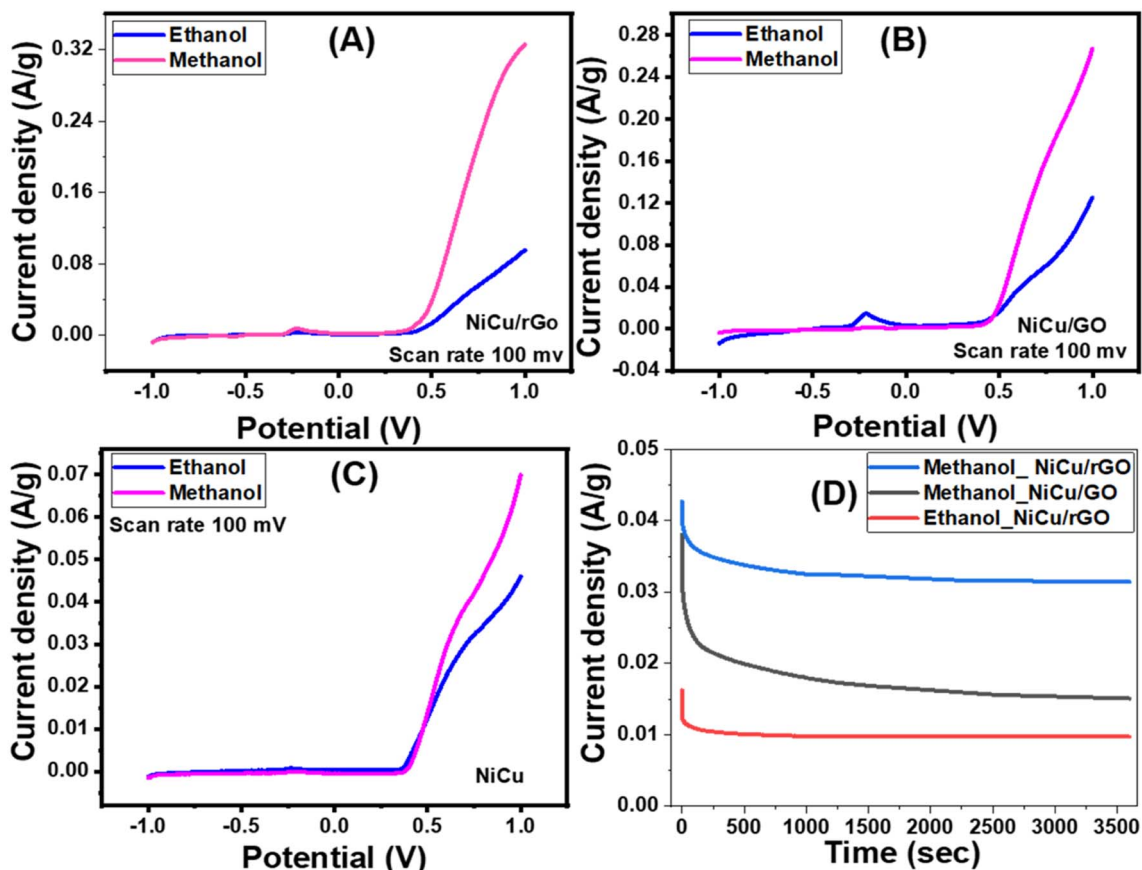 Ethanol
Methanol
(A)
0.32
0.24
0.16
0.08
0.00
Current density (A/g)
NiCu/rGo
Scan rate 100 mv
-1.0
-0.5
0.0
0.5
1.0
Potential (V)
Ethanol
Methanol
(B)
0.28
0.24
0.20
0.16
0.12
0.08
0.04
0.00
-0.04
Current density (A/g)
NiCu/GO
Scan rate 100 mv
-1.0
-0.5
0.0
0.5
1.0
Potential (V)
Ethanol
Methanol
(C)
Scan rate 100 mV
0.07
0.06
0.05
0.04
0.03
0.02
0.01
0.00
Current density (A/g)
NiCu
-1.0
-0.5
0.0
0.5
1.0
Potential (V)
(D)
Methanol_ NiCu/rGO
Methanol_NiCu/GO
Ethanol_NiCu/rGO
0.05
0.04
0.03
0.02
0.01
0.00
Current density (A/g)
0
500
1000
1500
2000
2500
3000
3500
Time (sec)